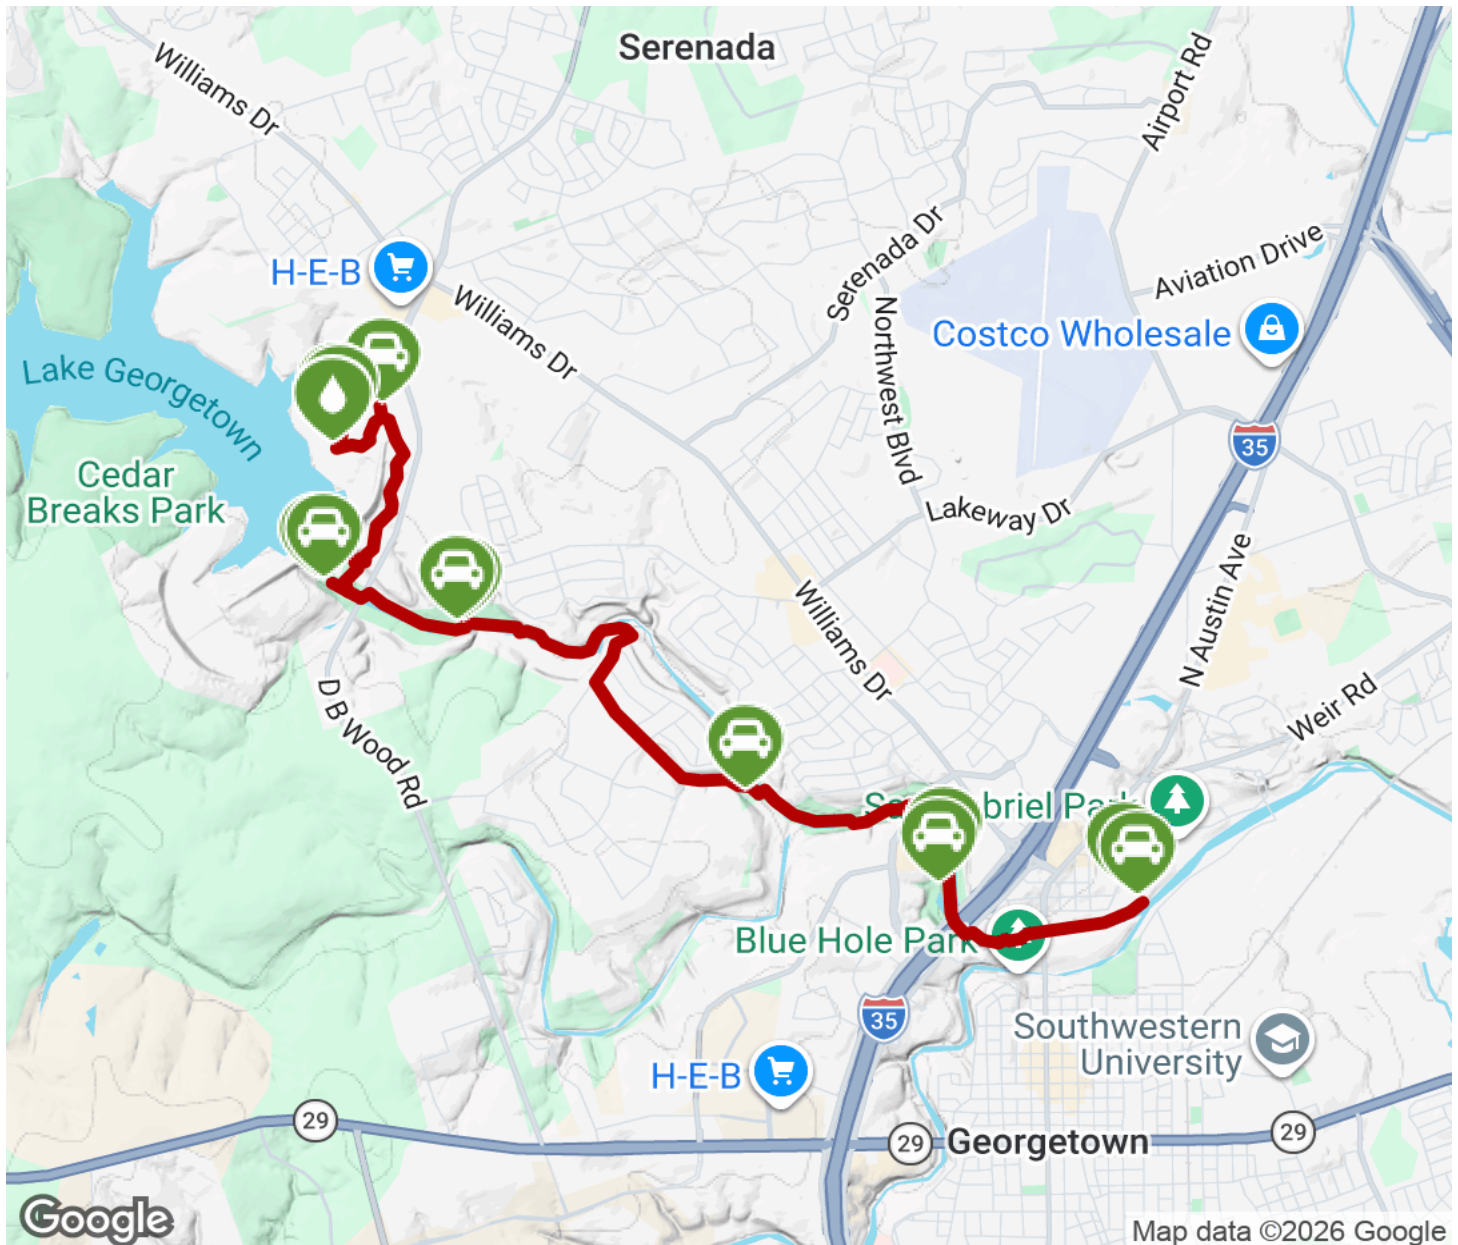 Serenada
Williams Dr
Airport Rd
Serenada Dr
Aviation Drive
H-E-B
Williams Dr
Northwest Blvd
Costco Wholesale
Lake Georgetown
35
Cedar
Breaks Park
Lakeway Dr
N Austin Ave
Williams Dr
Weir Rd
D B Wood Rd
briel
Blue Hole Park
35
Southwestern
University
H-E-B
29
29
Georgetown
29
Google
Map data ©2026 Google